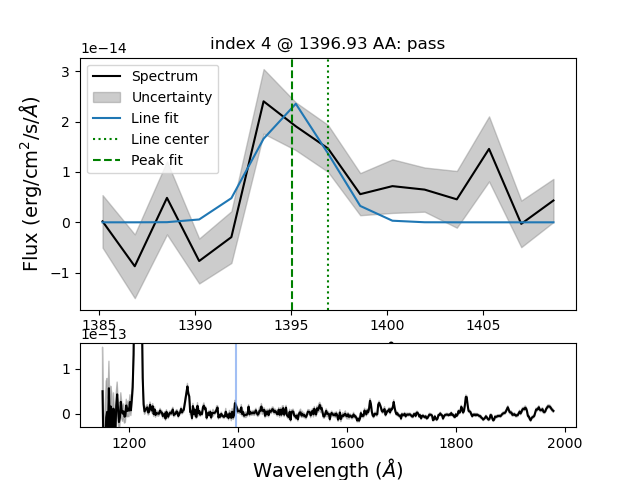 index 4 @ 1396.93 AA: pass
1e−14
Spectrum
Uncertainty
Line fit
Line center
Peak fit
3
2
1
0
−1
Flux (erg/cm²/s/Å)
1385 1390 1395 1400 1405
1e−13
1
0
1200 1400 1600 1800 2000
Wavelength (Å)